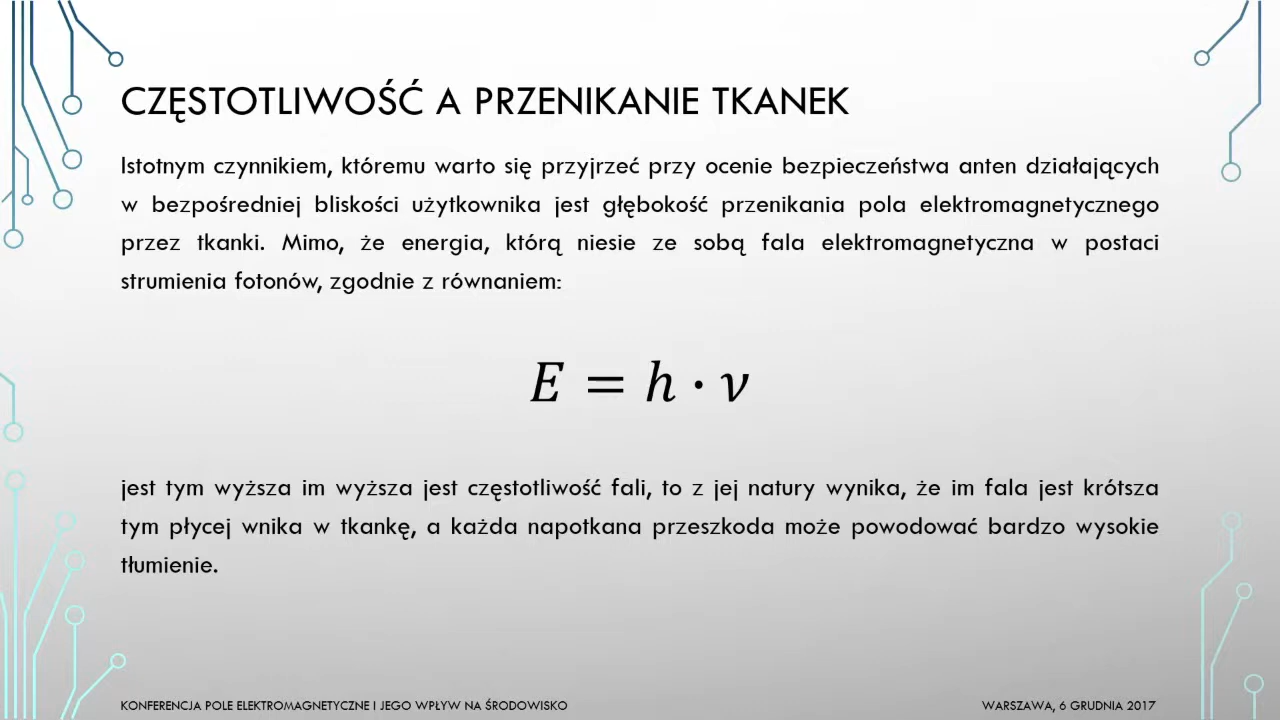 CZĘSTOTLIWOŚĆ A PRZENIKANIE TKANEK
Istotnym czynnikiem, któremu warto się przyjrzeć przy ocenie bezpieczeństwa anten działających
w bezpośredniej bliskości użytkownika jest głębokość przenikania pola elektromagnetycznego
przez tkanki. Mimo, że energia, którą niesie ze sobą fala elektromagnetyczna w postaci
strumienia fotonów, zgodnie z równaniem:
E = h · ν
jest tym wyższa im wyższa jest częstotliwość fali, to z jej natury wynika, że im fala jest krótsza
tym płycej wnika w tkankę, a każda napotkana przeszkoda może powodować bardzo wysokie
tłumienie.
KONFERENCJA POLE ELEKTROMAGNETYCZNE I JEGO WPŁYW NA ŚRODOWISKO
WARSZAWA, 6 GRUDNIA 2017